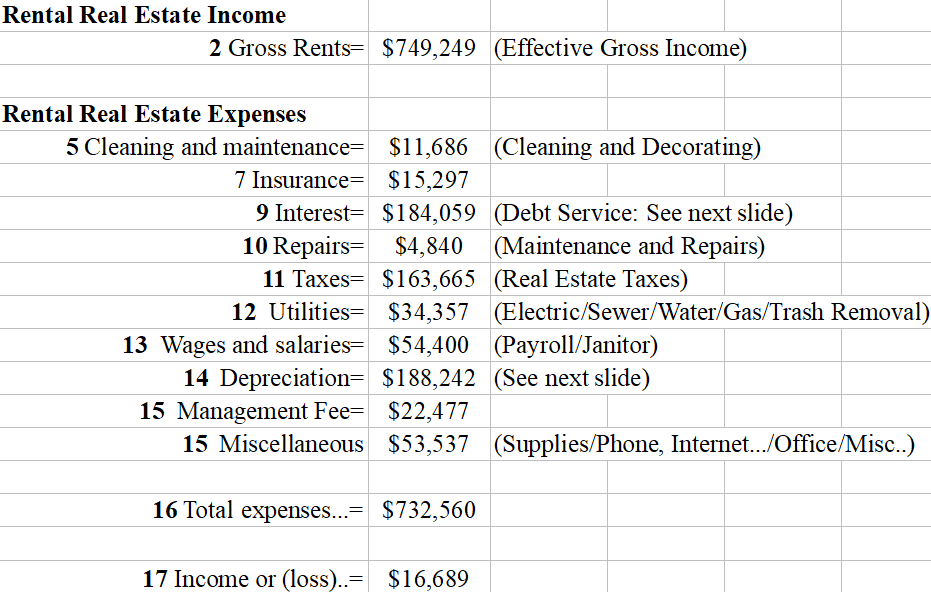 Rental Real Estate Income
2 Gross Rents= $749,249 (Effective Gross Income)
Rental Real Estate Expenses
5 Cleaning and maintenance= $11,686 (Cleaning and Decorating)
7 Insurance= $15,297
9 Interest= $184,059 (Debt Service: See next slide)
10 Repairs= $4,840 (Maintenance and Repairs)
11 Taxes= $163,665 (Real Estate Taxes)
12 Utilities= $34,357 (Electric/Sewer/Water/Gas/Trash Removal)
13 Wages and salaries= $54,400 (Payroll/Janitor)
14 Depreciation= $188,242 (See next slide)
15 Management Fee= $22,477
15 Miscellaneous $53,537 (Supplies/Phone, Internet.../Office/Misc..)
16 Total expenses...= $732,560
17 Income or (loss)..= $16,689